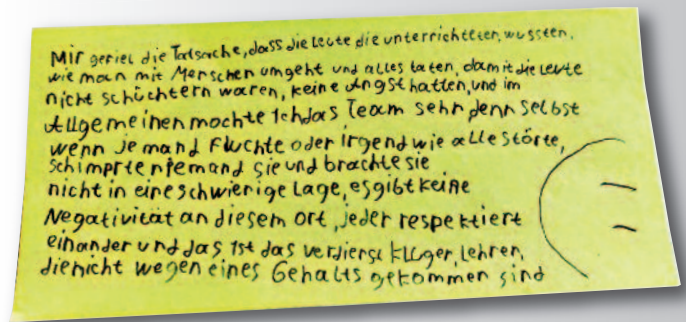 Mir gefiel die Tatsache, dass die Leute die unterrichteten, wussten,
wie man mit Menschen umgeht und alles taten, damit die Leute
nicht schüchtern waren, keine Angst hatten, und im
Allgemeinen mochte ich das Team sehr denn selbst
wenn jemand Fluchte oder irgendwie alle störte,
schimpfte niemand sie und brachte sie
nicht in eine schwierige Lage, es gibt keine
Negativität an diesem Ort, jeder respektiert
einander und das ist das verdienst kluger, lehren,
die nicht wegen eines Gehalts gekommen sind